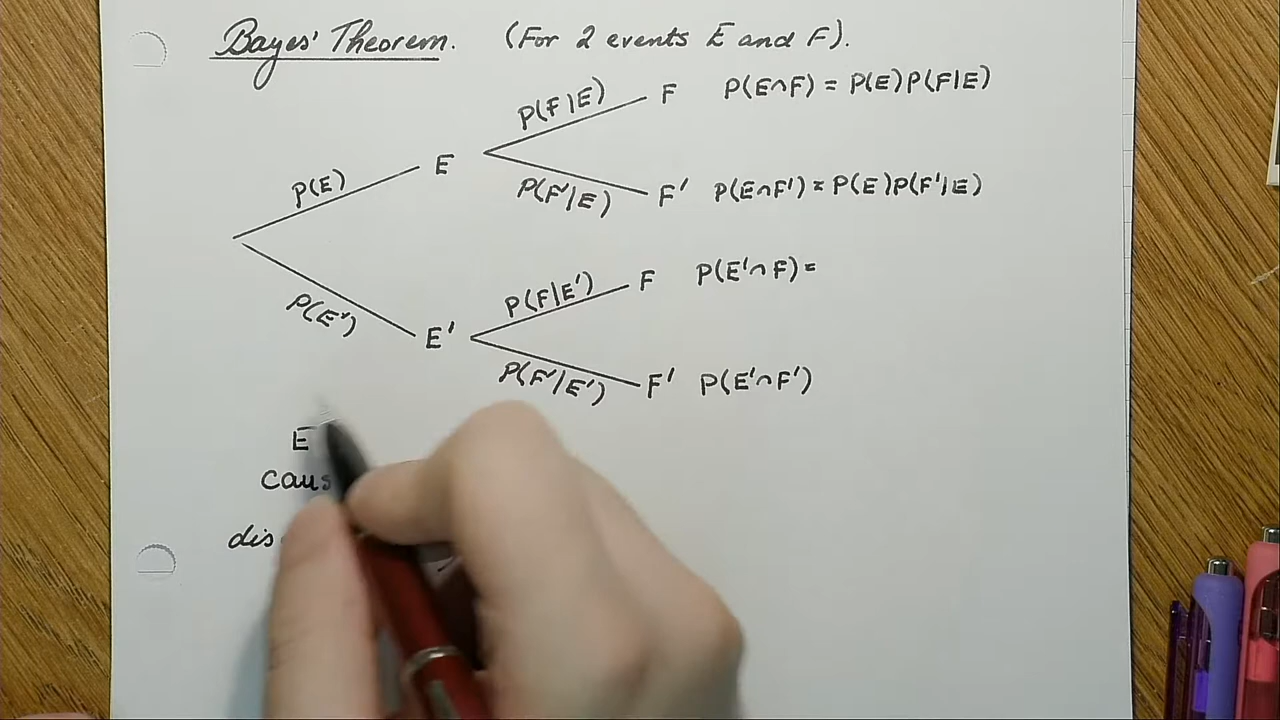 Bayes' Theorem. (For 2 events E and F).
P(F|E) F P(E∩F) = P(E)P(F|E)
P(E) E
P(F'|E) F' P(E∩F') = P(E)P(F'|E)
P(F|E') F P(E'∩F) =
P(E') E'
P(F'|E') F' P(E'∩F')
E